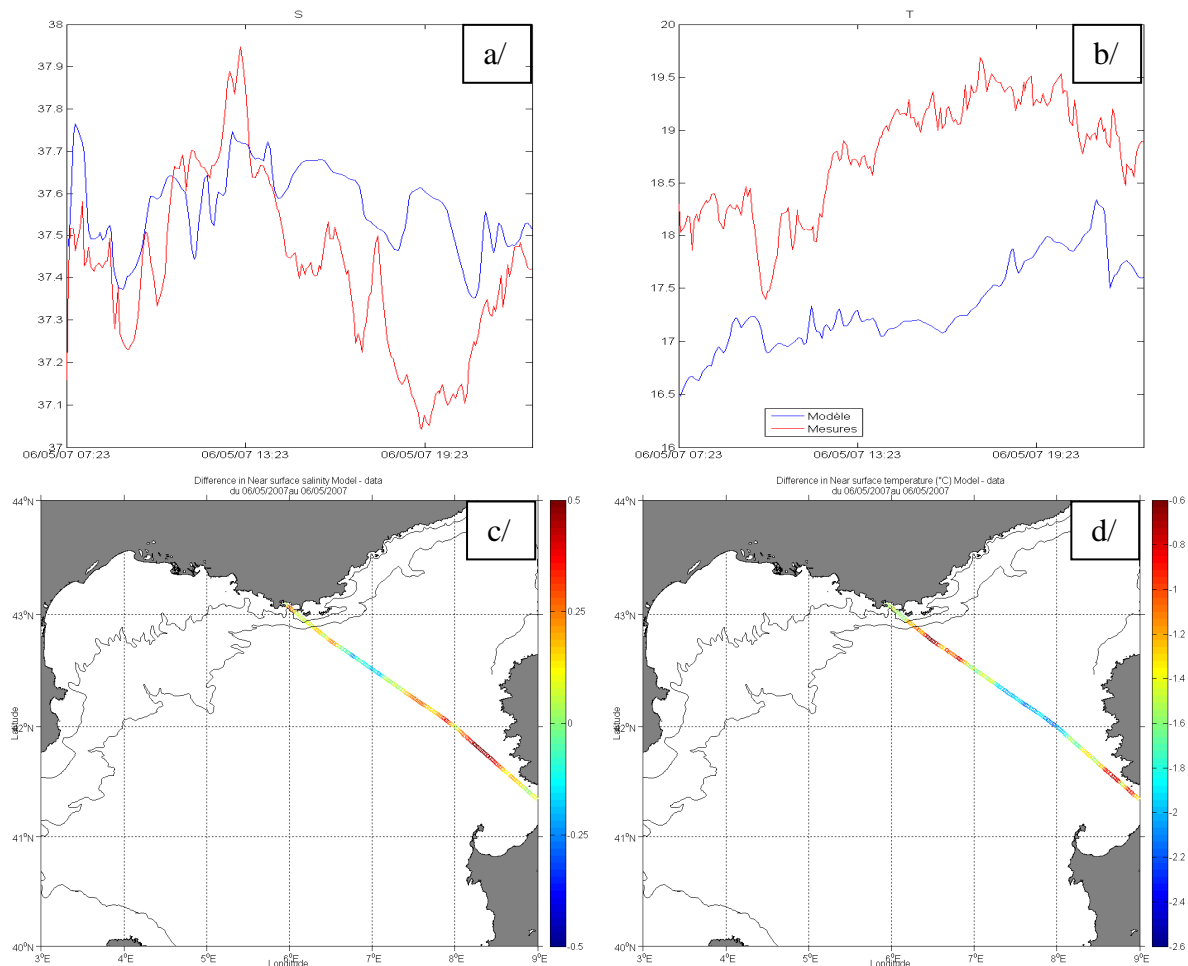 S
a/
38
37.9
37.8
37.7
37.6
37.5
37.4
37.3
37.2
37.1
37
06/05/07 07:23
06/05/07 13:23
06/05/07 19:23
T
b/
20
19.5
19
18.5
18
17.5
17
16.5
16
Modèle
Mesures
06/05/07 07:23
06/05/07 13:23
06/05/07 19:23
Difference in Near surface salinity Model - data
du 06/05/2007au 06/05/2007
c/
44°N
43°N
42°N
41°N
40°N
Latitude
3°E
4°E
5°E
6°E
7°E
8°E
9°E
Longitude
0.5
0.25
0
-0.25
-0.5
Difference in Near surface temperature (°C) Model - data
du 06/05/2007au 06/05/2007
d/
44°N
43°N
42°N
41°N
40°N
Latitude
3°E
4°E
5°E
6°E
7°E
8°E
9°E
Longitude
-0.6
-0.8
-1
-1.2
-1.4
-1.6
-1.8
-2
-2.2
-2.4
-2.6